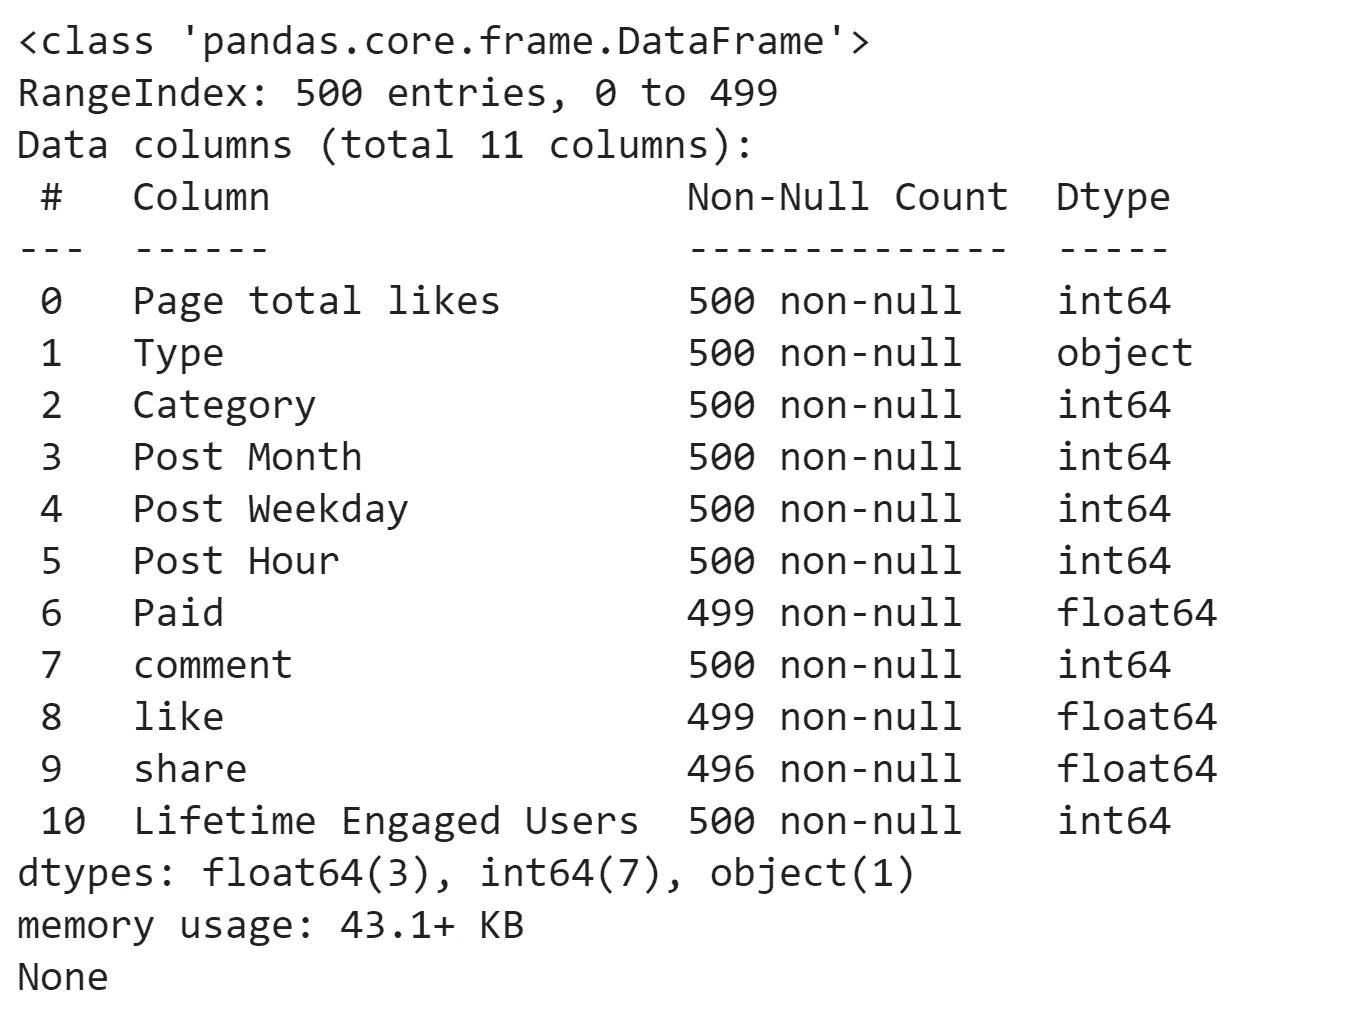 <class 'pandas.core.frame.DataFrame'>
RangeIndex: 500 entries, 0 to 499
Data columns (total 11 columns):
 #   Column                  Non-Null Count  Dtype
---  ------                  --------------  -----
 0   Page total likes        500 non-null    int64
 1   Type                    500 non-null    object
 2   Category                500 non-null    int64
 3   Post Month              500 non-null    int64
 4   Post Weekday            500 non-null    int64
 5   Post Hour               500 non-null    int64
 6   Paid                    499 non-null    float64
 7   comment                 500 non-null    int64
 8   like                    499 non-null    float64
 9   share                   496 non-null    float64
 10  Lifetime Engaged Users  500 non-null    int64
dtypes: float64(3), int64(7), object(1)
memory usage: 43.1+ KB
None